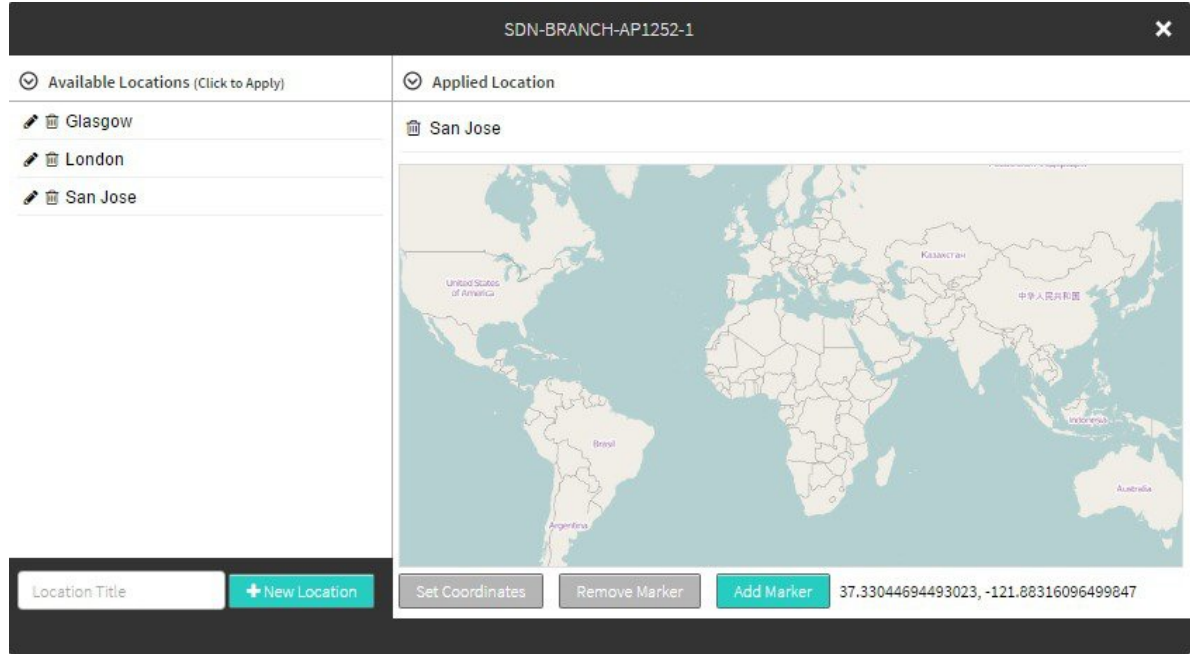 SDN-BRANCH-AP1252-1
Available Locations (Click to Apply)
Glasgow
London
San Jose
Applied Location
San Jose
Казахстан
United States
of America
中华人民共和国
Indonesia
Brasil
Australia
Argentina
Location Title
New Location
Set Coordinates
Remove Marker
Add Marker
37.33044694493023, -121.88316096499847